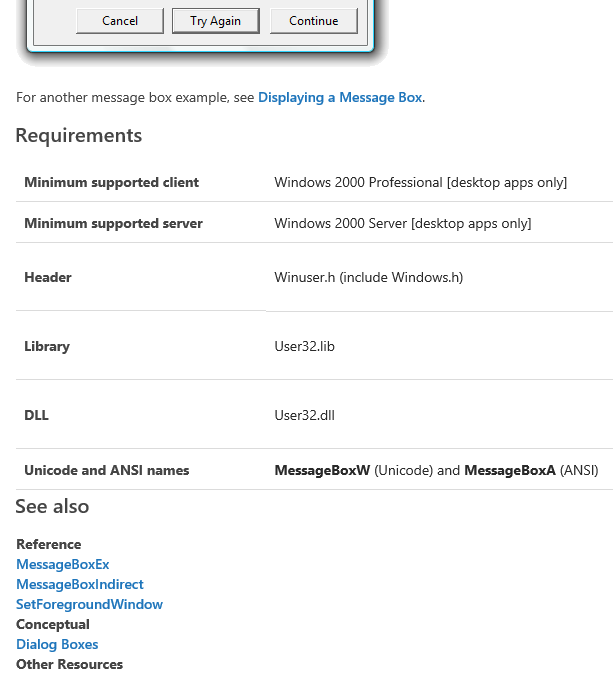 Cancel Try Again Continue
For another message box example, see Displaying a Message Box.
Requirements
Minimum supported client Windows 2000 Professional [desktop apps only]
Minimum supported server Windows 2000 Server [desktop apps only]
Header Winuser.h (include Windows.h)
Library User32.lib
DLL User32.dll
Unicode and ANSI names MessageBoxW (Unicode) and MessageBoxA (ANSI)
See also
Reference
MessageBoxEx
MessageBoxIndirect
SetForegroundWindow
Conceptual
Dialog Boxes
Other Resources